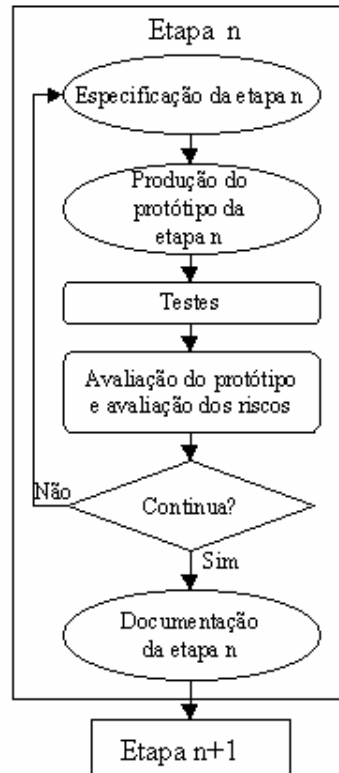 Etapa n
Especificação da etapa n
Produção do
protótipo da
etapa n
Testes
Avaliação do protótipo
e avaliação dos riscos
Não
Continua?
Sim
Documentação
da etapa n
Etapa n+1